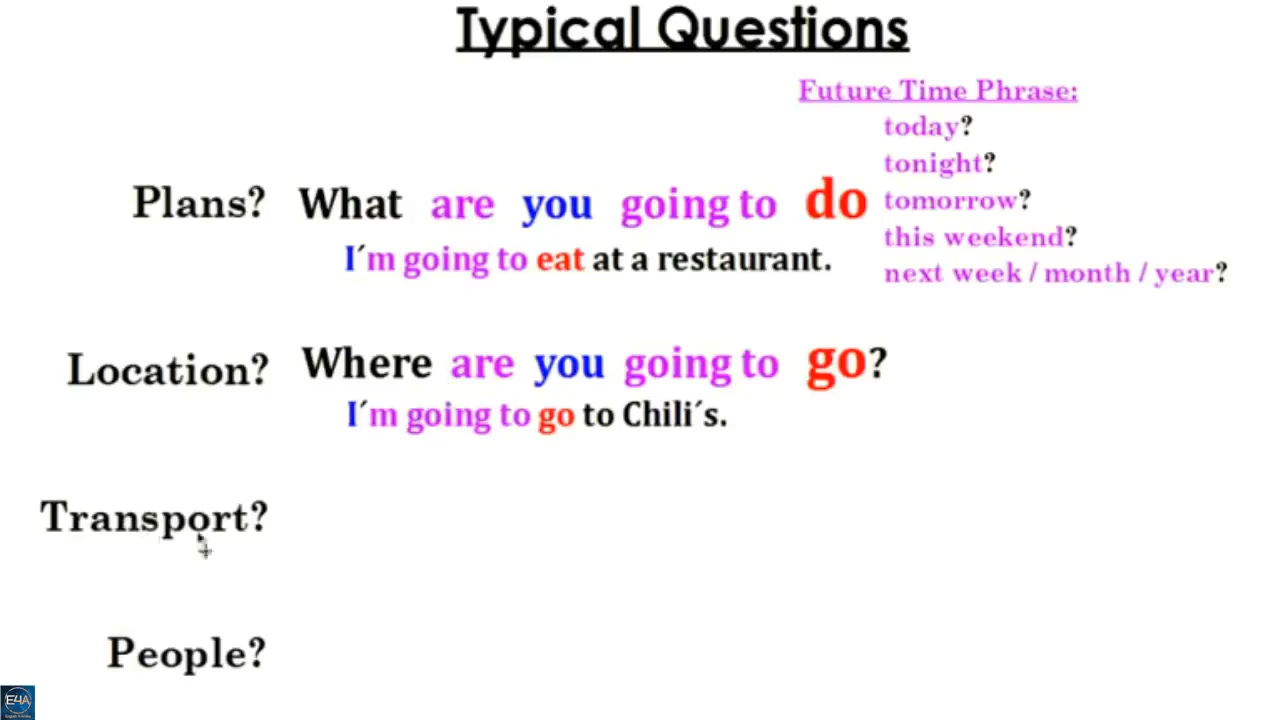 Typical Questions
Future Time Phrase:
today?
tonight?
Plans? What are you going to do
tomorrow?
this weekend?
I´m going to eat at a restaurant.
next week / month / year?
Location? Where are you going to go?
I´m going to go to Chili´s.
Transport?
People?
E4A